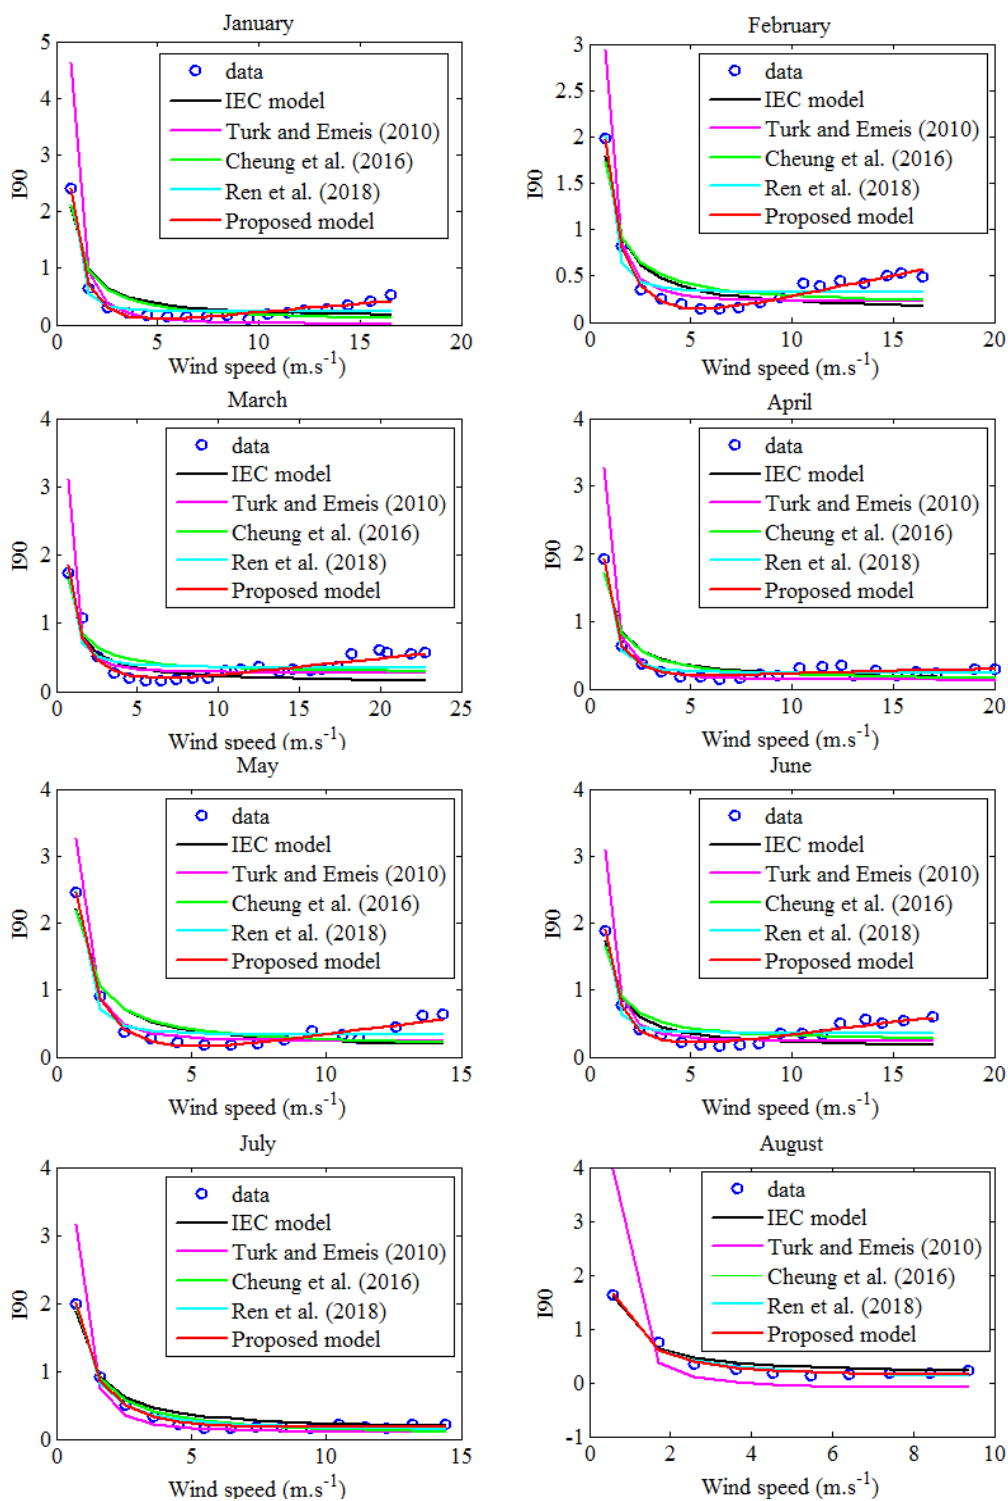 January
5
4
3
2
1
0
I90
data
IEC model
Turk and Emeis (2010)
Cheung et al. (2016)
Ren et al. (2018)
Proposed model
0 5 10 15 20
Wind speed (m.s-1)
February
3
2.5
2
1.5
1
0.5
0
I90
data
IEC model
Turk and Emeis (2010)
Cheung et al. (2016)
Ren et al. (2018)
Proposed model
0 5 10 15 20
Wind speed (m.s-1)
March
4
3
2
1
0
I90
data
IEC model
Turk and Emeis (2010)
Cheung et al. (2016)
Ren et al. (2018)
Proposed model
0 5 10 15 20 25
Wind speed (m.s-1)
April
4
3
2
1
0
I90
data
IEC model
Turk and Emeis (2010)
Cheung et al. (2016)
Ren et al. (2018)
Proposed model
0 5 10 15 20
Wind speed (m.s-1)
May
4
3
2
1
0
I90
data
IEC model
Turk and Emeis (2010)
Cheung et al. (2016)
Ren et al. (2018)
Proposed model
0 5 10 15
Wind speed (m.s-1)
June
4
3
2
1
0
I90
data
IEC model
Turk and Emeis (2010)
Cheung et al. (2016)
Ren et al. (2018)
Proposed model
0 5 10 15 20
Wind speed (m.s-1)
July
4
3
2
1
0
I90
data
IEC model
Turk and Emeis (2010)
Cheung et al. (2016)
Ren et al. (2018)
Proposed model
0 5 10 15
Wind speed (m.s-1)
August
4
3
2
1
0
-1
I90
data
IEC model
Turk and Emeis (2010)
Cheung et al. (2016)
Ren et al. (2018)
Proposed model
0 2 4 6 8 10
Wind speed (m.s-1)